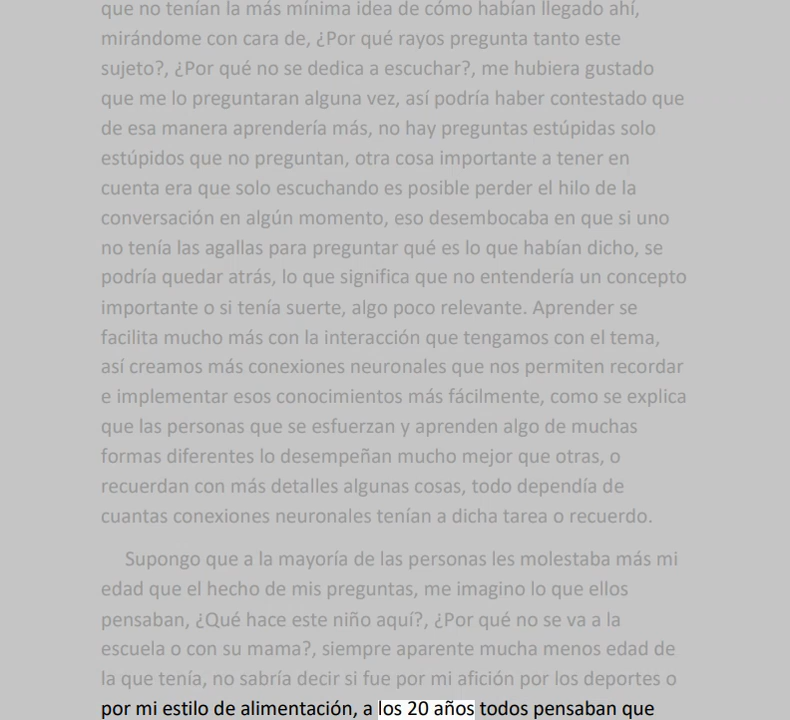 que no tenían la más mínima idea de cómo habían llegado ahí,
mirándome con cara de, ¿Por qué rayos pregunta tanto este
sujeto?, ¿Por qué no se dedica a escuchar?, me hubiera gustado
que me lo preguntaran alguna vez, así podría haber contestado que
de esa manera aprendería más, no hay preguntas estúpidas solo
estúpidos que no preguntan, otra cosa importante a tener en
cuenta era que solo escuchando es posible perder el hilo de la
conversación en algún momento, eso desembocaba en que si uno
no tenía las agallas para preguntar qué es lo que habían dicho, se
podría quedar atrás, lo que significa que no entendería un concepto
importante o si tenía suerte, algo poco relevante. Aprender se
facilita mucho más con la interacción que tengamos con el tema,
así creamos más conexiones neuronales que nos permiten recordar
e implementar esos conocimientos más fácilmente, como se explica
que las personas que se esfuerzan y aprenden algo de muchas
formas diferentes lo desempeñan mucho mejor que otras, o
recuerdan con más detalles algunas cosas, todo dependía de
cuantas conexiones neuronales tenían a dicha tarea o recuerdo.
Supongo que a la mayoría de las personas les molestaba más mi
edad que el hecho de mis preguntas, me imagino lo que ellos
pensaban, ¿Qué hace este niño aquí?, ¿Por qué no se va a la
escuela o con su mama?, siempre aparente mucha menos edad de
la que tenía, no sabría decir si fue por mi afición por los deportes o
por mi estilo de alimentación, a los 20 años todos pensaban que